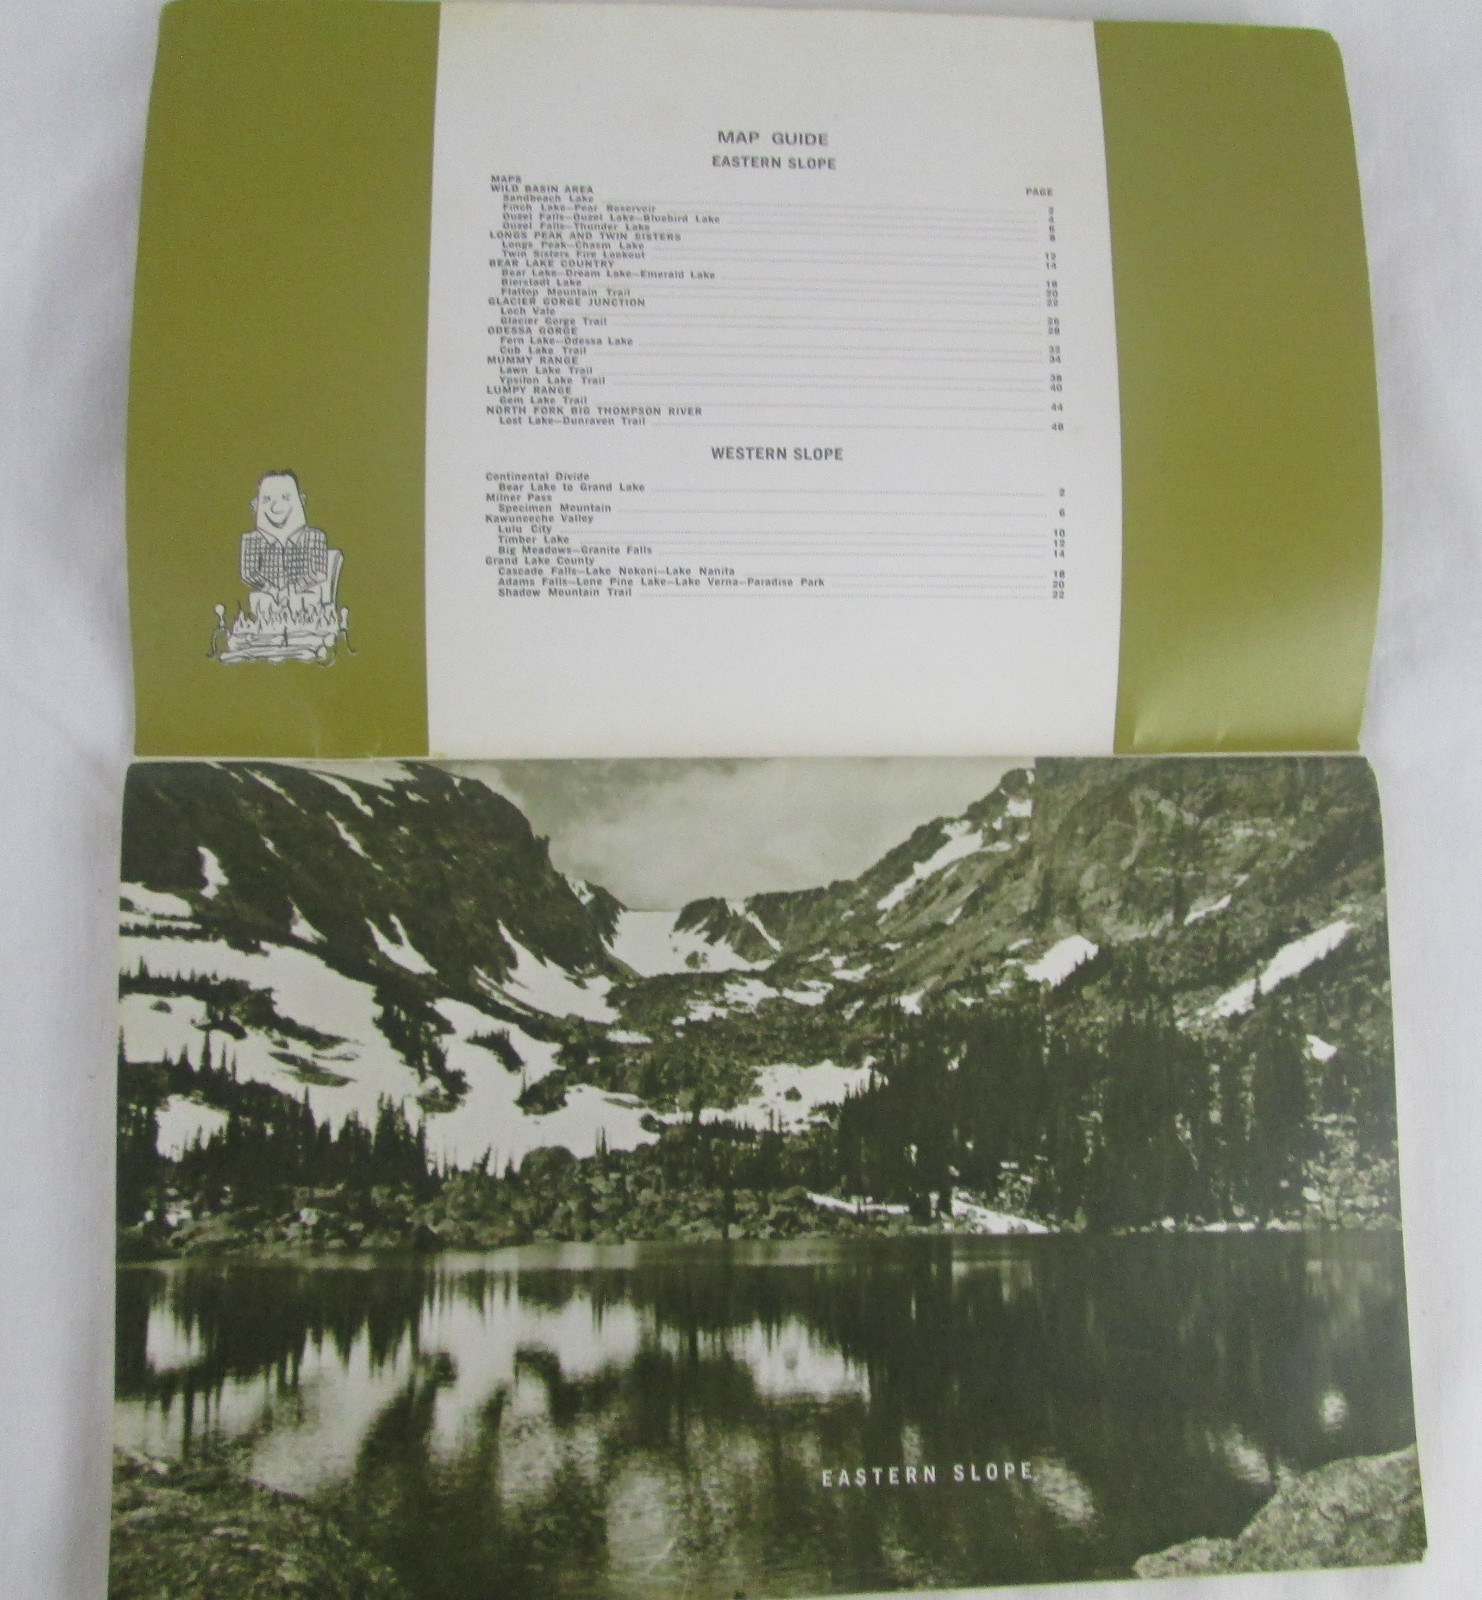 MAP GUIDE
EASTERN SLOPE
MAPS
PAGE
WILD BASIN AREA
Sandbeach Lake 2
Finch Lake—Pear Reservoir 4
Ouzel Falls—Ouzel Lake—Bluebird Lake 6
Ouzel Falls—Thunder Lake 8
LONGS PEAK AND TWIN SISTERS
Longs Peak—Chasm Lake 12
Twin Sisters Fire Lookout 14
BEAR LAKE COUNTRY
Bear Lake—Dream Lake—Emerald Lake 18
Bierstadt Lake 20
Flattop Mountain Trail 22
GLACIER GORGE JUNCTION
Loch Vale 26
Glacier Gorge Trail 28
ODESSA GORGE
Fern Lake—Odessa Lake 32
Cub Lake Trail 34
MUMMY RANGE
Lawn Lake Trail 38
Ypsilon Lake Trail 40
LUMPY RANGE
Gem Lake Trail 44
NORTH FORK BIG THOMPSON RIVER
Lost Lake—Dunraven Trail 48
WESTERN SLOPE
Continental Divide
Bear Lake to Grand Lake 2
Milner Pass
Specimen Mountain 6
Kawuneeche Valley
Lulu City 10
Timber Lake 12
Big Meadows—Granite Falls 14
Grand Lake County
Cascade Falls—Lake Nokoni—Lake Nanita 18
Adams Falls—Lone Pine Lake—Lake Verna—Paradise Park 20
Shadow Mountain Trail 22
EASTERN SLOPE